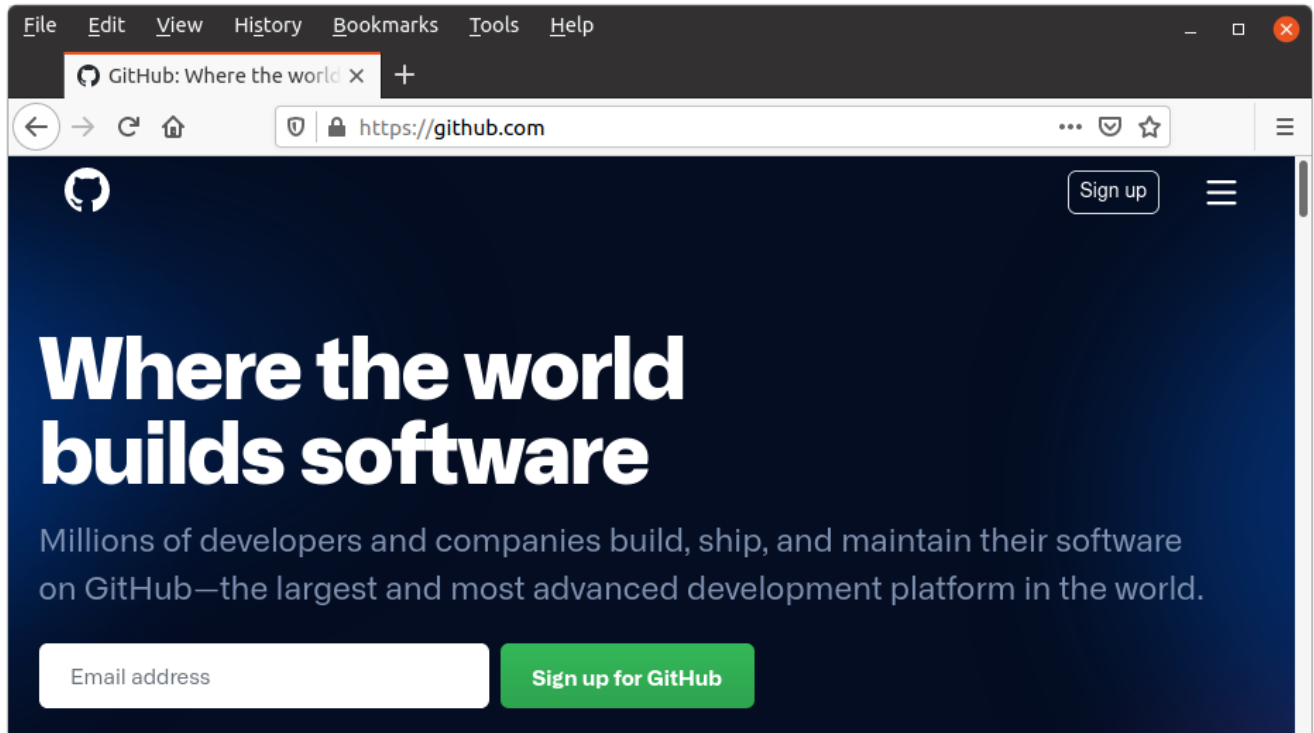 File Edit View History Bookmarks Tools Help
GitHub: Where the world
https://github.com
Sign up
Where the world
builds software
Millions of developers and companies build, ship, and maintain their software
on GitHub—the largest and most advanced development platform in the world.
Email address
Sign up for GitHub